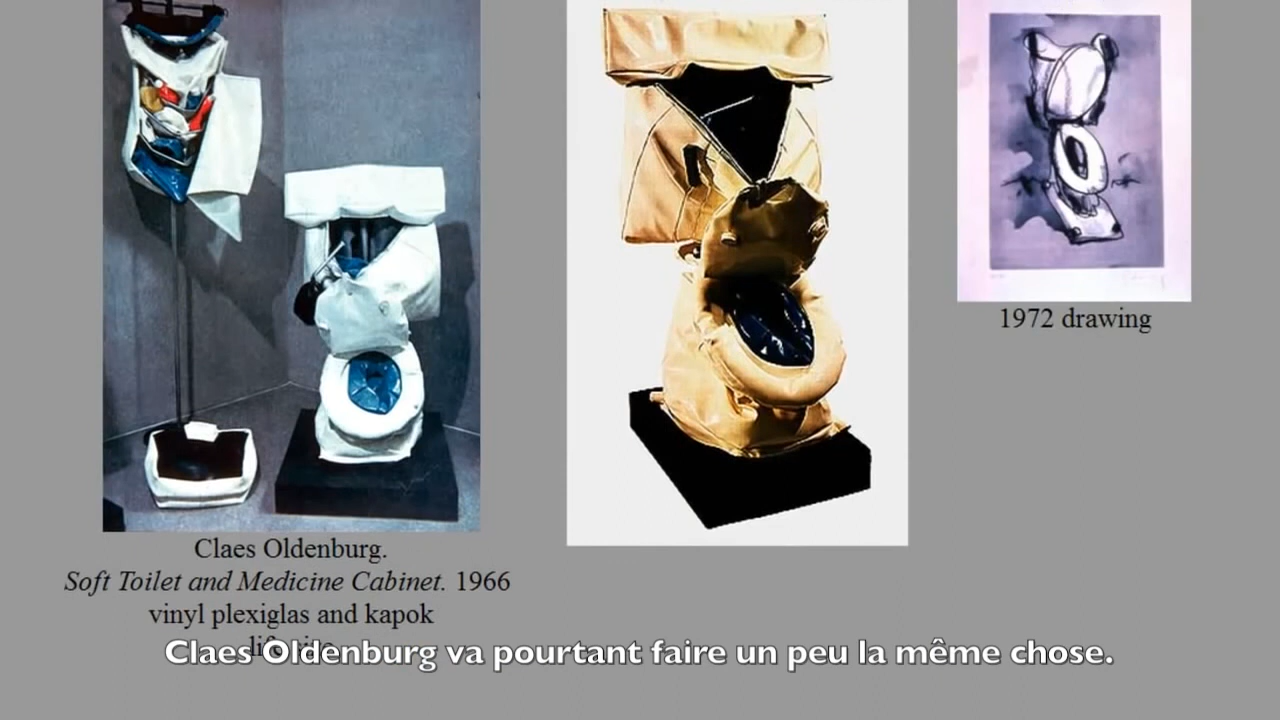 1972 drawing
Claes Oldenburg.
Soft Toilet and Medicine Cabinet. 1966
vinyl plexiglas and kapok
Claes Oldenburg va pourtant faire un peu la même chose.